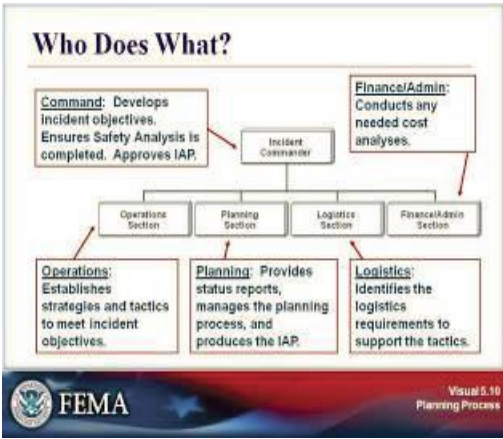 Who Does What?
Command: Develops
incident objectives.
Ensures Safety Analysis is
completed. Approves IAP.
Finance/Admin:
Conducts any
needed cost
analyses.
Incident
Commander
Operations
Section
Planning
Section
Logistics
Section
Finance/Admin
Section
Operations:
Establishes
strategies and tactics
to meet incident
objectives.
Planning: Provides
status reports,
manages the planning
process, and
produces the IAP.
Logistics:
Identifies the
logistics
requirements to
support the tactics.
FEMA
Visual 5.10
Planning Process